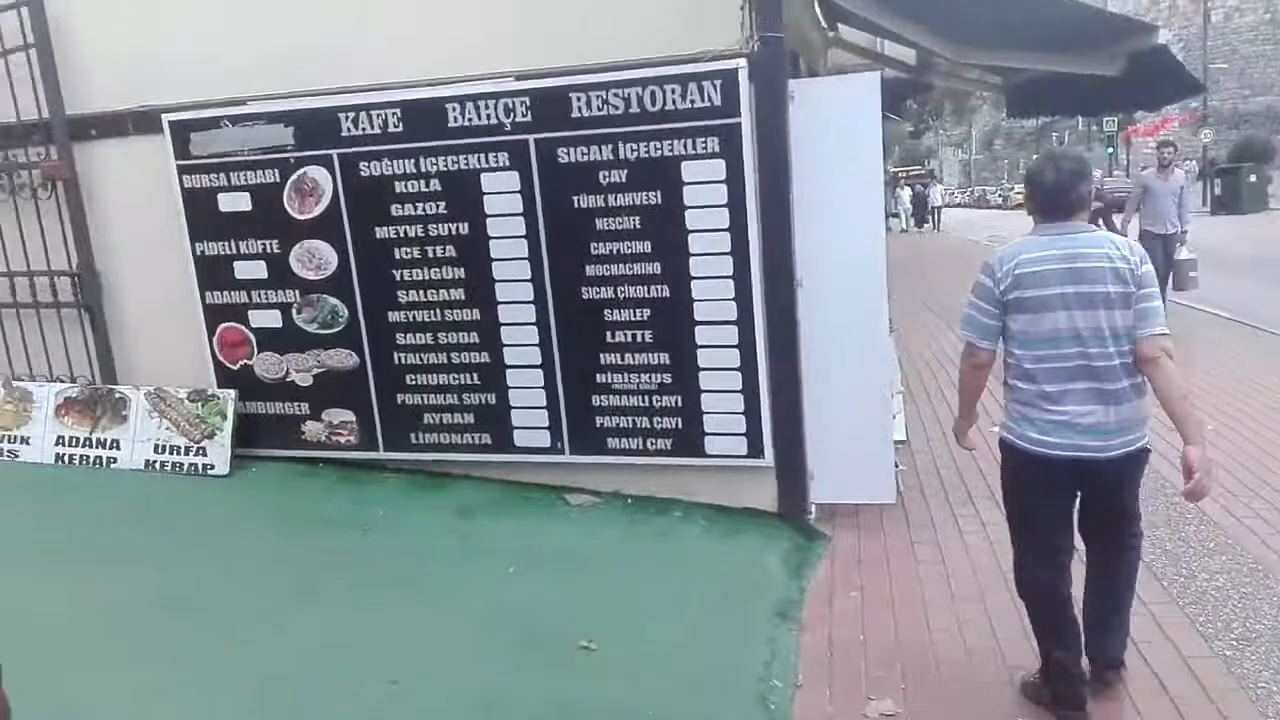 KAFE BAHÇE RESTORAN
BURSA KEBABI
PİDELİ KÖFTE
ADANA KEBABI
HAMBURGER
SOĞUK İÇECEKLER
KOLA
GAZOZ
MEYVE SUYU
ICE TEA
YEDİGÜN
ŞALGAM
MEYVELİ SODA
SADE SODA
İTALYAN SODA
CHURCILL
PORTAKAL SUYU
AYRAN
LİMONATA
SICAK İÇECEKLER
ÇAY
TÜRK KAHVESİ
NESCAFE
CAPPICINO
MOCHACHINO
SICAK ÇİKOLATA
SAHLEP
LATTE
IHLAMUR
HİBİSKUS
OSMANLI ÇAYI
PAPATYA ÇAYI
MAVİ ÇAY
ADANA
KEBAP
URFA
KEBAP
30